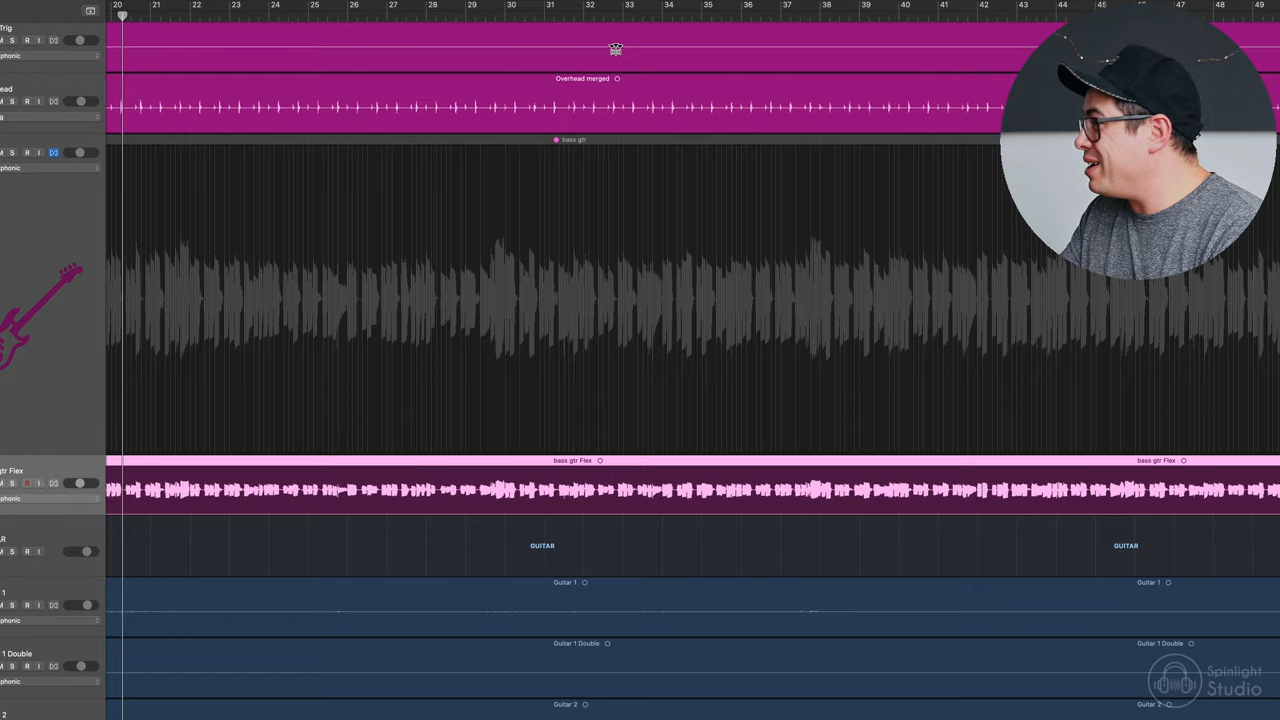 20 21 22 23 24 25 26 27 28 29 30 31 32 33 34 35 36 37 38 39 40 41 42 43 44 45 46 47 48 49
Trig
M S R I
phonic
Overhead merged
ead
M S R I
g
bass gtr
M S R I
phonic
gtr Flex
bass gtr Flex bass gtr Flex
M S R I
phonic
AR
GUITAR GUITAR
M S R I
1
Guitar 1 Guitar 1
M S R I
phonic
1 Double
Guitar 1 Double Guitar 1 Double
M S R I
phonic
Guitar 2 Guitar 2
2
Spinlight
Studio